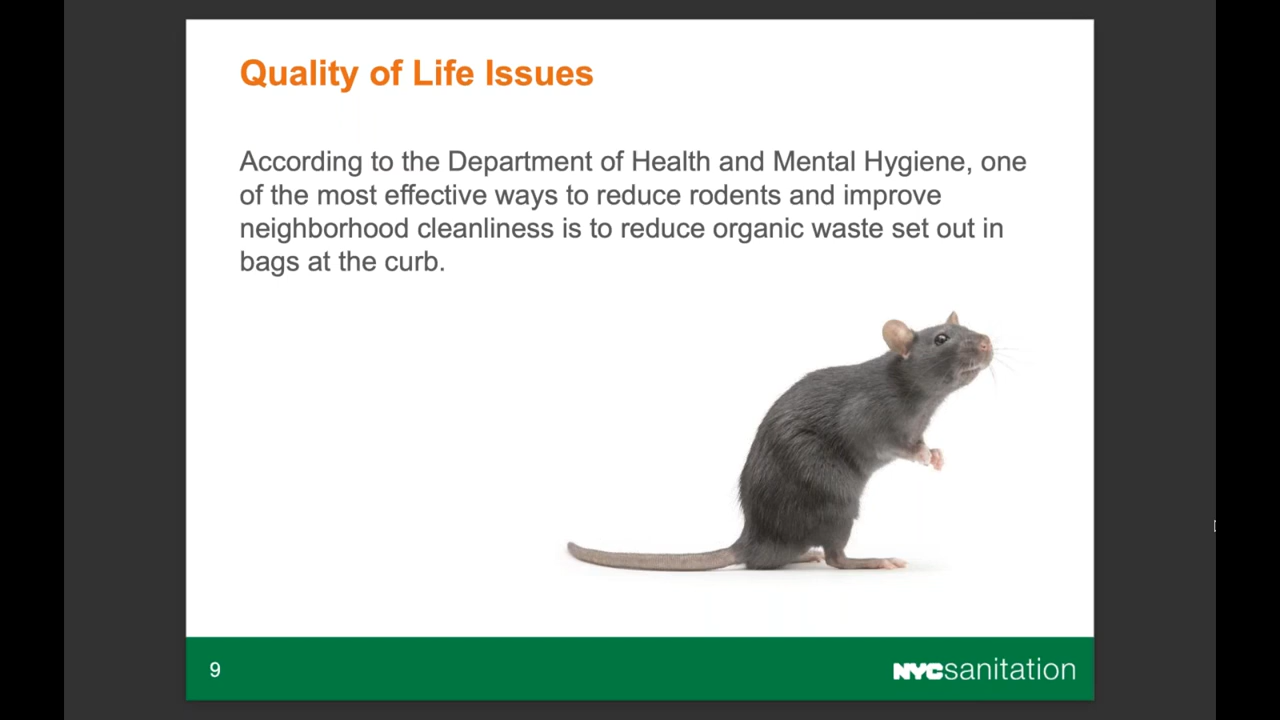 Quality of Life Issues
According to the Department of Health and Mental Hygiene, one
of the most effective ways to reduce rodents and improve
neighborhood cleanliness is to reduce organic waste set out in
bags at the curb.
9
NYCsanitation